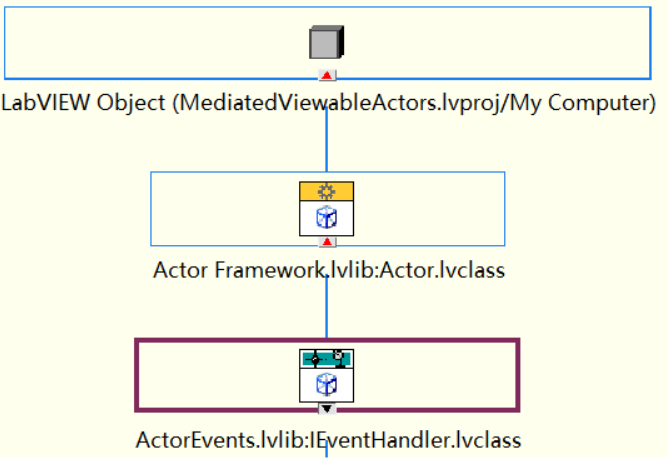 LabVIEW Object (MediatedViewableActors.lvproj/My Computer)
Actor Framework.lvlib:Actor.lvclass
ActorEvents.lvlib:IEventHandler.lvclass